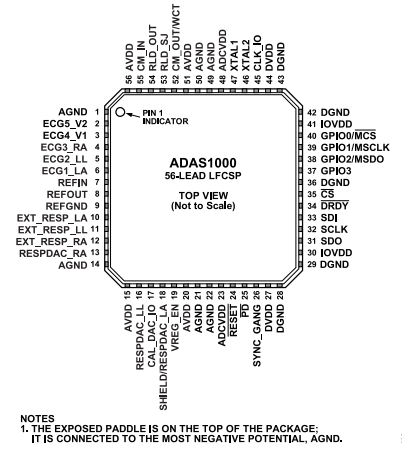 56 AVDD
55 CM_IN
54 RLD_OUT
53 RLD_SJ
52 CM_OUT/WCT
51 AVDD
50 AGND
49 AGND
48 ADCVDD
47 XTAL1
46 XTAL2
45 CLK_IO
44 DVDD
43 DGND
AGND 1
ECG5_V2 2
ECG4_V1 3
ECG3_RA 4
ECG2_LL 5
ECG1_LA 6
REFIN 7
REFOUT 8
REFGND 9
EXT_RESP_LA 10
EXT_RESP_LL 11
EXT_RESP_RA 12
RESPDAC_RA 13
AGND 14
PIN 1
INDICATOR
ADAS1000
56-LEAD LFCSP
TOP VIEW
(Not to Scale)
42 DGND
41 IOVDD
40 GPIO0/MCS
39 GPIO1/MSCLK
38 GPIO2/MSDO
37 GPIO3
36 DGND
35 CS
34 DRDY
33 SDI
32 SCLK
31 SDO
30 IOVDD
29 DGND
AVDD 15
RESPDAC_LL 16
CAL_DAC_IO 17
SHIELD/RESPDAC_LA 18
VREG_EN 19
AVDD 20
AGND 21
AGND 22
ADCVDD 23
RESET 24
PD 25
SYNC_GANG 26
DVDD 27
DGND 28
NOTES
1. THE EXPOSED PADDLE IS ON THE TOP OF THE PACKAGE;
IT IS CONNECTED TO THE MOST NEGATIVE POTENTIAL, AGND.